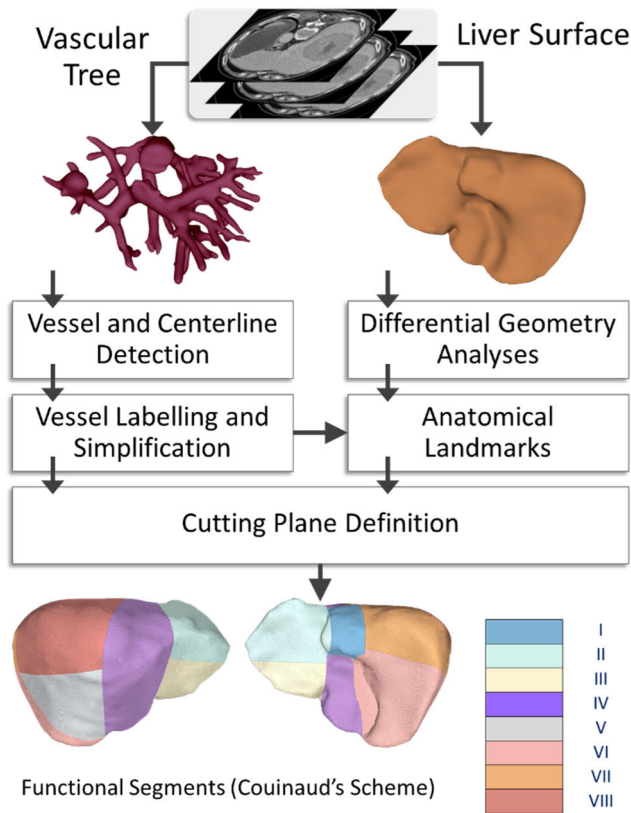 Vascular
Tree
Liver Surface
Vessel and Centerline
Detection
Differential Geometry
Analyses
Vessel Labelling and
Simplification
Anatomical
Landmarks
Cutting Plane Definition
I
II
III
IV
V
VI
VII
VIII
Functional Segments (Couinaud's Scheme)